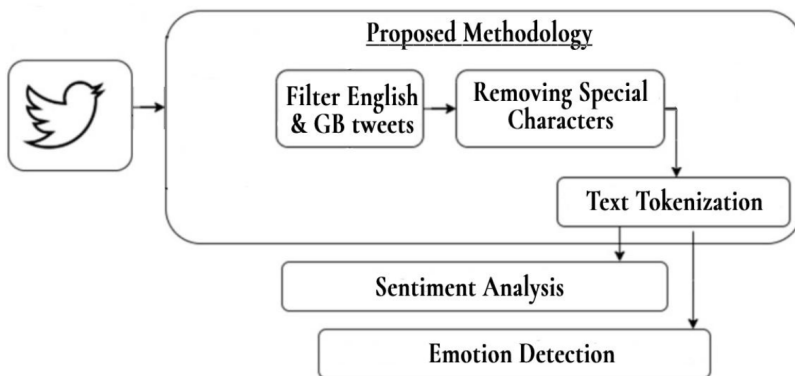 Proposed Methodology
Filter English
& GB tweets
Removing Special
Characters
Text Tokenization
Sentiment Analysis
Emotion Detection